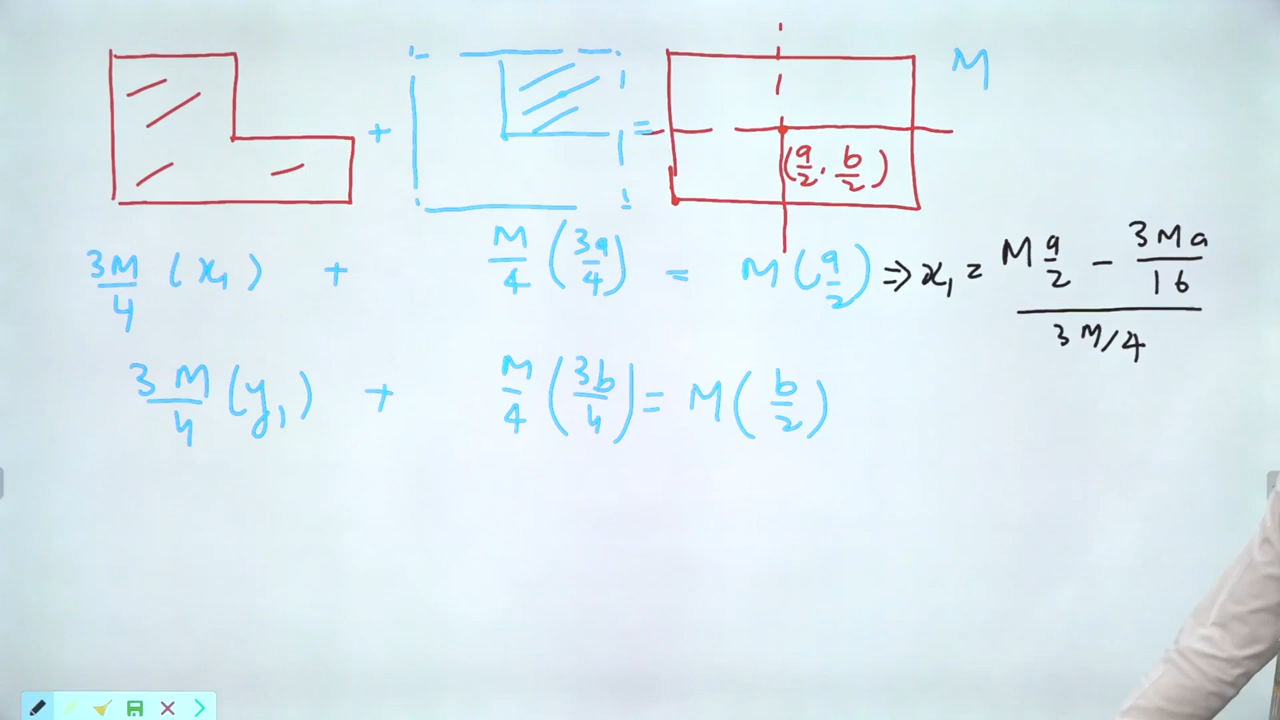 + = M
(a/2, b/2)
3M/4 (x₁) + M/4 (3a/4) = M(a/2) ⇒ x₁ = (M a/2 − 3Ma/16) / (3M/4)
3M/4 (y₁) + M/4 (3b/4) = M(b/2)